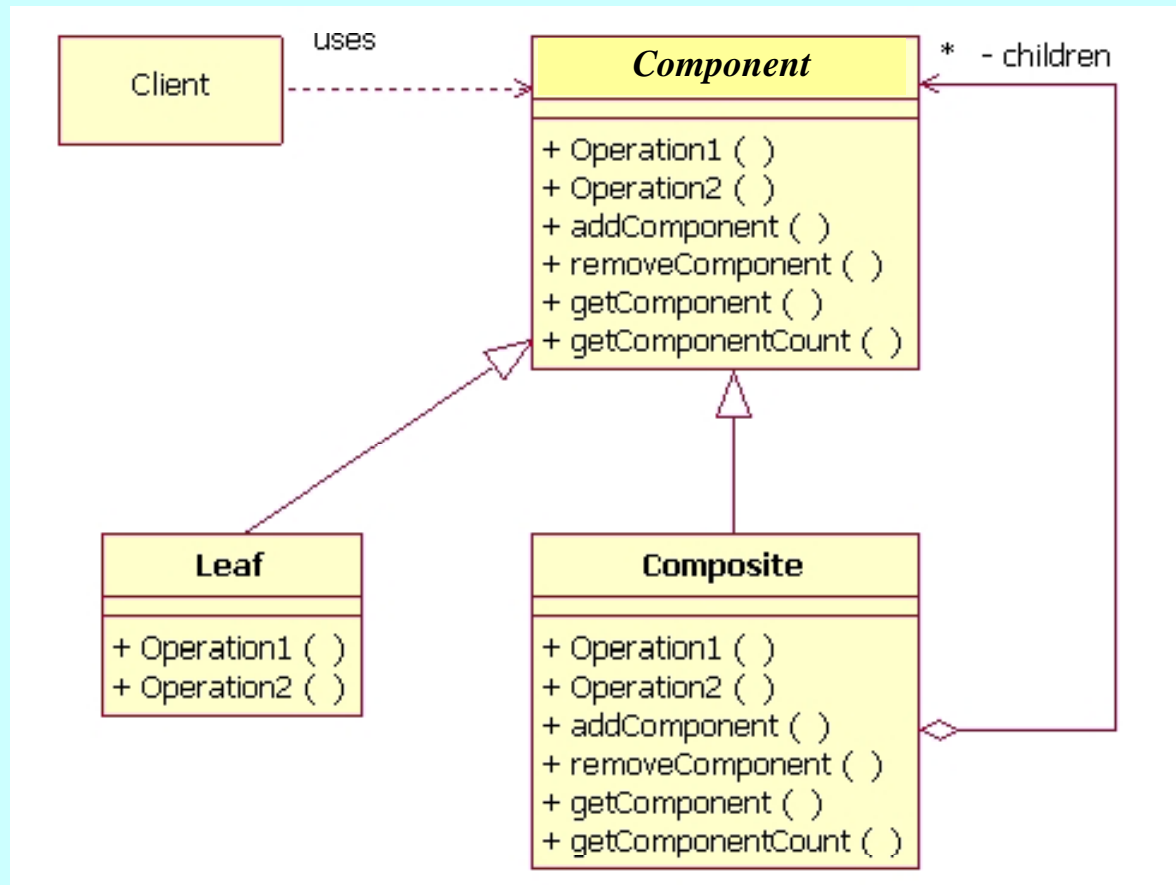 uses
Client
Component
* - children
+ Operation1 ( )
+ Operation2 ( )
+ addComponent ( )
+ removeComponent ( )
+ getComponent ( )
+ getComponentCount ( )
Leaf
+ Operation1 ( )
+ Operation2 ( )
Composite
+ Operation1 ( )
+ Operation2 ( )
+ addComponent ( )
+ removeComponent ( )
+ getComponent ( )
+ getComponentCount ( )